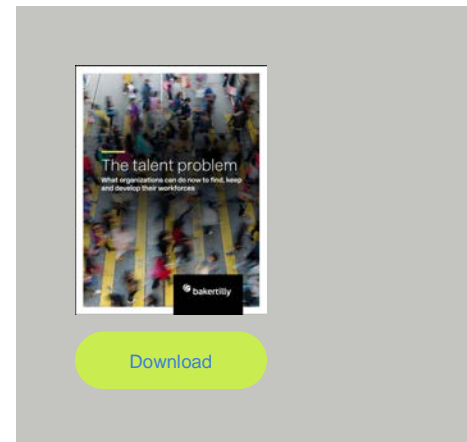 The talent problem
What organizations can do now to find, keep
and develop their workforces
bakertilly
Download